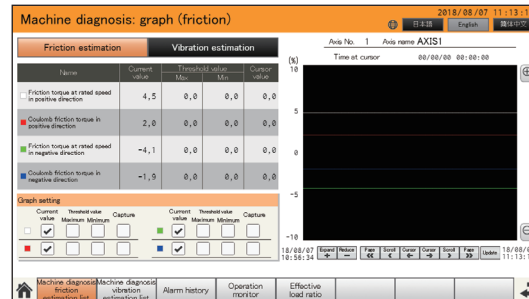 Machine diagnosis: graph (friction)
2018/08/07 11:13:1
日本語 English 簡体中文
Friction estimation Vibration estimation
Axis No. 1 Axis name AXIS1
Time at cursor 00/00/00 00:00:00
Name Current value Threshold value Max Min Cursor value
Friction torque at rated speed in positive direction 4,5 0,0 0,0 0,0
Coulomb friction torque in positive direction 2,0 0,0 0,0 0,0
Friction torque at rated speed in negative direction -4,1 0,0 0,0 0,0
Coulomb friction torque in negative direction -1,9 0,0 0,0 0,0
(%)
10
5
0
-5
-10
Graph setting
Current value Threshold value Maximum Minimum Capture
Current value Threshold value Maximum Minimum Capture
18/08/07 10:56:34
Expand + Reduce − Page « Scroll ‹ Cursor ← Cursor → Scroll › Page » Update
18/08/0 11:13:1
Machine diagnosis friction estimation list
Machine diagnosis vibration estimation list
Alarm history
Operation monitor
Effective load ratio